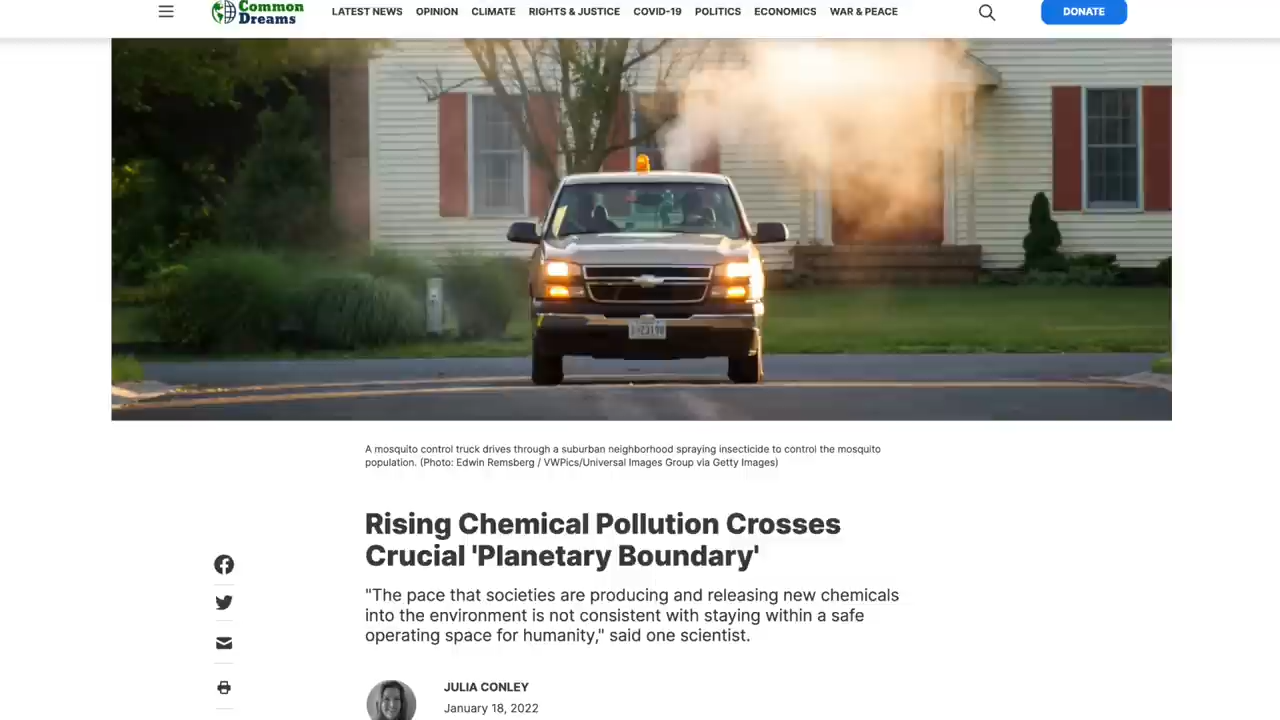 Common
Dreams
LATEST NEWS OPINION CLIMATE RIGHTS & JUSTICE COVID-19 POLITICS ECONOMICS WAR & PEACE
DONATE
A mosquito control truck drives through a suburban neighborhood spraying insecticide to control the mosquito
population. (Photo: Edwin Remsberg / VWPics/Universal Images Group via Getty Images)
Rising Chemical Pollution Crosses
Crucial 'Planetary Boundary'
"The pace that societies are producing and releasing new chemicals
into the environment is not consistent with staying within a safe
operating space for humanity," said one scientist.
JULIA CONLEY
January 18, 2022